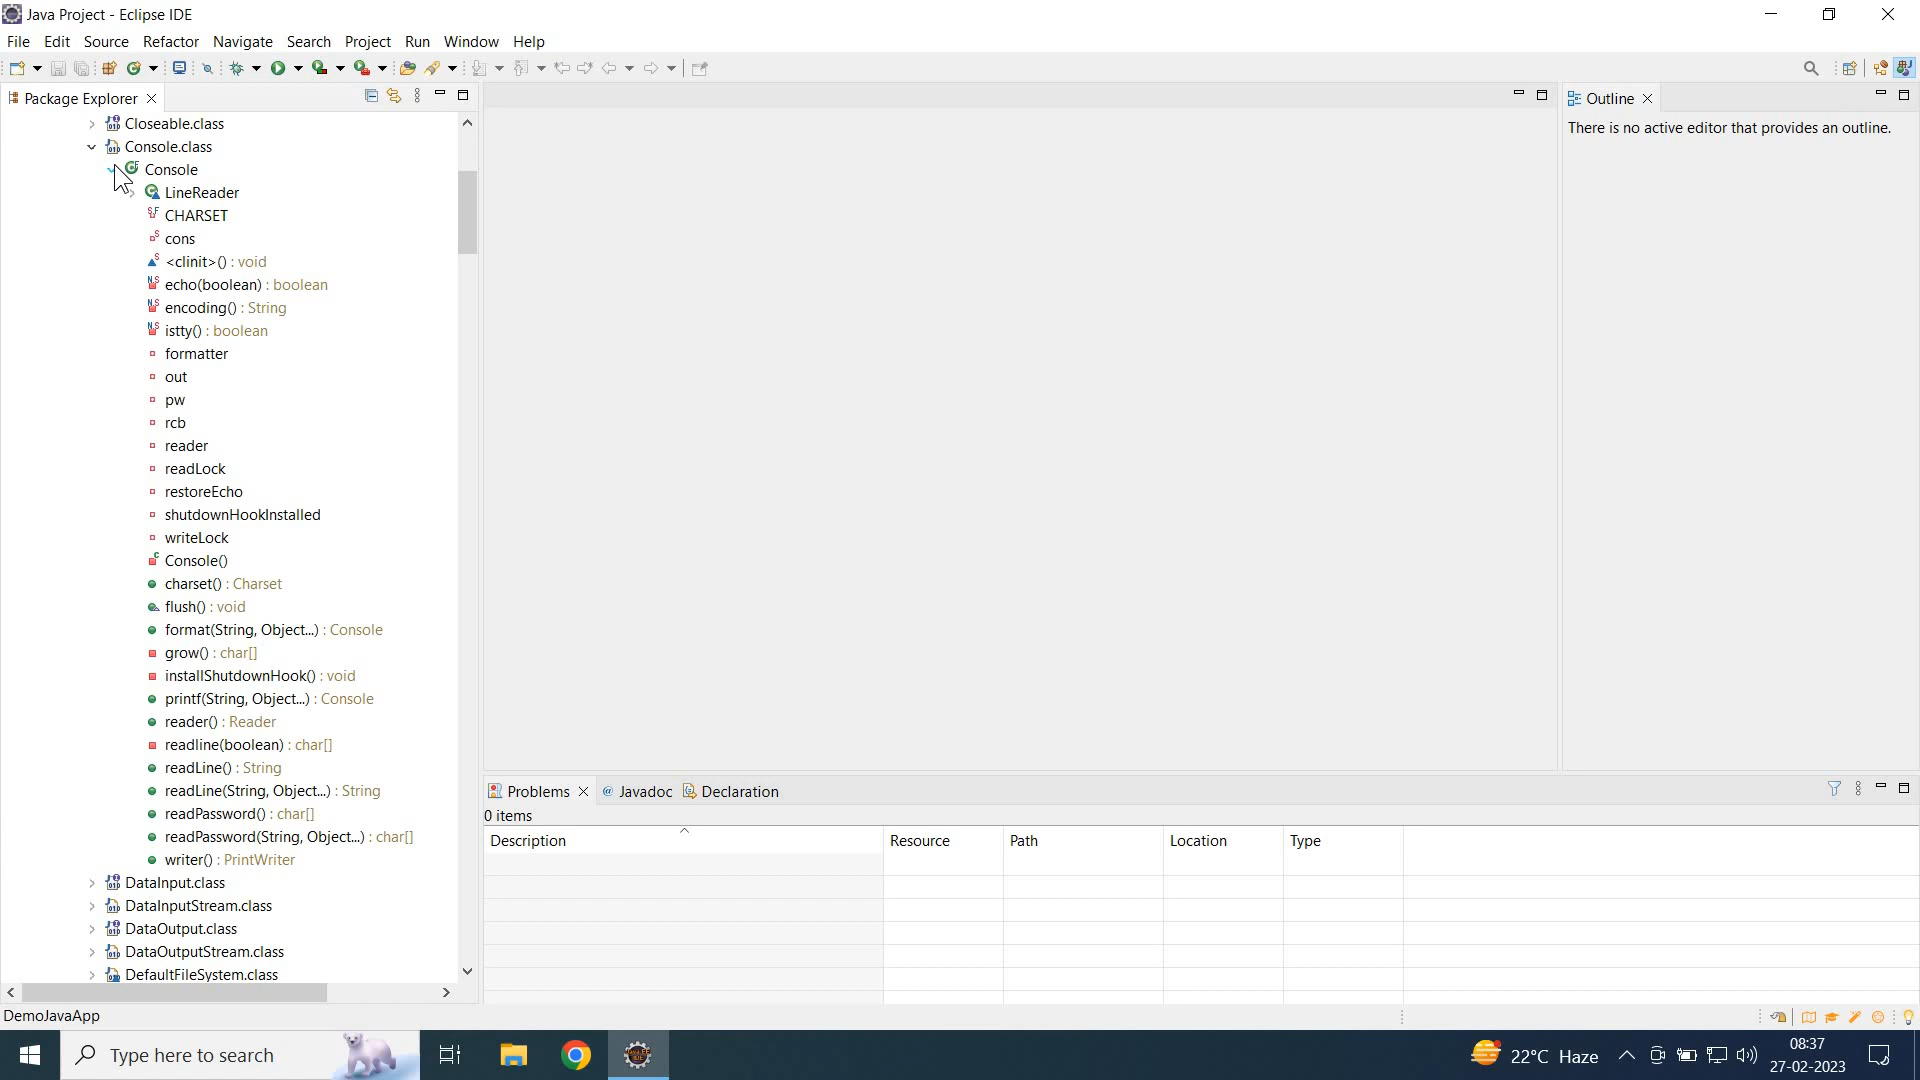 Java Project - Eclipse IDE
File Edit Source Refactor Navigate Search Project Run Window Help
Package Explorer
Closeable.class
Console.class
Console
LineReader
CHARSET
cons
<clinit>() : void
echo(boolean) : boolean
encoding() : String
istty() : boolean
formatter
out
pw
rcb
reader
readLock
restoreEcho
shutdownHookInstalled
writeLock
Console()
charset() : Charset
flush() : void
format(String, Object...) : Console
grow() : char[]
installShutdownHook() : void
printf(String, Object...) : Console
reader() : Reader
readline(boolean) : char[]
readLine() : String
readLine(String, Object...) : String
readPassword() : char[]
readPassword(String, Object...) : char[]
writer() : PrintWriter
DataInput.class
DataInputStream.class
DataOutput.class
DataOutputStream.class
DefaultFileSystem.class
Outline
There is no active editor that provides an outline.
Problems Javadoc Declaration
0 items
Description Resource Path Location Type
DemoJavaApp
Type here to search
22°C Haze
08:37
27-02-2023